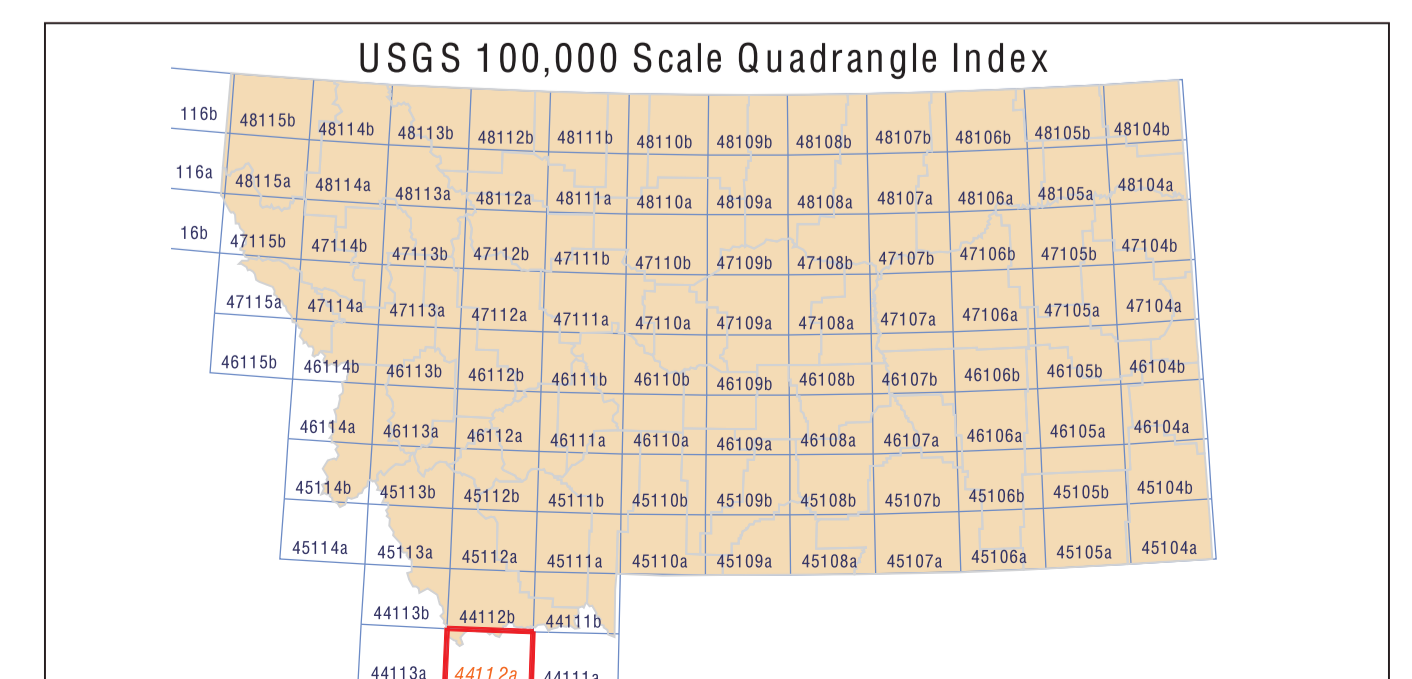 USGS 100,000 Scale Quadrangle Index
116b 48115b 48114b 48113b 48112b 48111b 48110b 48109b 48108b 48107b 48106b 48105b 48104b
116a 48115a 48114a 48113a 48112a 48111a 48110a 48109a 48108a 48107a 48106a 48105a 48104a
16b 47115b 47114b 47113b 47112b 47111b 47110b 47109b 47108b 47107b 47106b 47105b 47104b
47115a 47114a 47113a 47112a 47111a 47110a 47109a 47108a 47107a 47106a 47105a 47104a
46115b 46114b 46113b 46112b 46111b 46110b 46109b 46108b 46107b 46106b 46105b 46104b
46114a 46113a 46112a 46111a 46110a 46109a 46108a 46107a 46106a 46105a 46104a
45114b 45113b 45112b 45111b 45110b 45109b 45108b 45107b 45106b 45105b 45104b
45114a 45113a 45112a 45111a 45110a 45109a 45108a 45107a 45106a 45105a 45104a
44113b 44112b 44111b
44113a 44112a 44111a